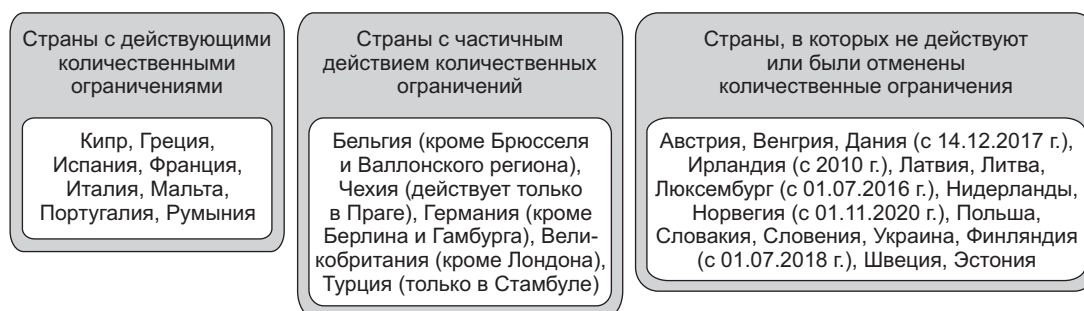 Страны с действующими
количественными
ограничениями
Кипр, Греция,
Испания, Франция,
Италия, Мальта,
Португалия, Румыния
Страны с частичным
действием количественных
ограничений
Бельгия (кроме Брюсселя
и Валлонского региона),
Чехия (действует только
в Праге), Германия (кроме
Берлина и Гамбурга), Вели-
кобритания (кроме Лондона),
Турция (только в Стамбуле)
Страны, в которых не действуют
или были отменены
количественные ограничения
Австрия, Венгрия, Дания (с 14.12.2017 г.),
Ирландия (с 2010 г.), Латвия, Литва,
Люксембург (с 01.07.2016 г.), Нидерланды,
Норвегия (с 01.11.2020 г.), Польша,
Словакия, Словения, Украина, Финляндия
(с 01.07.2018 г.), Швеция, Эстония